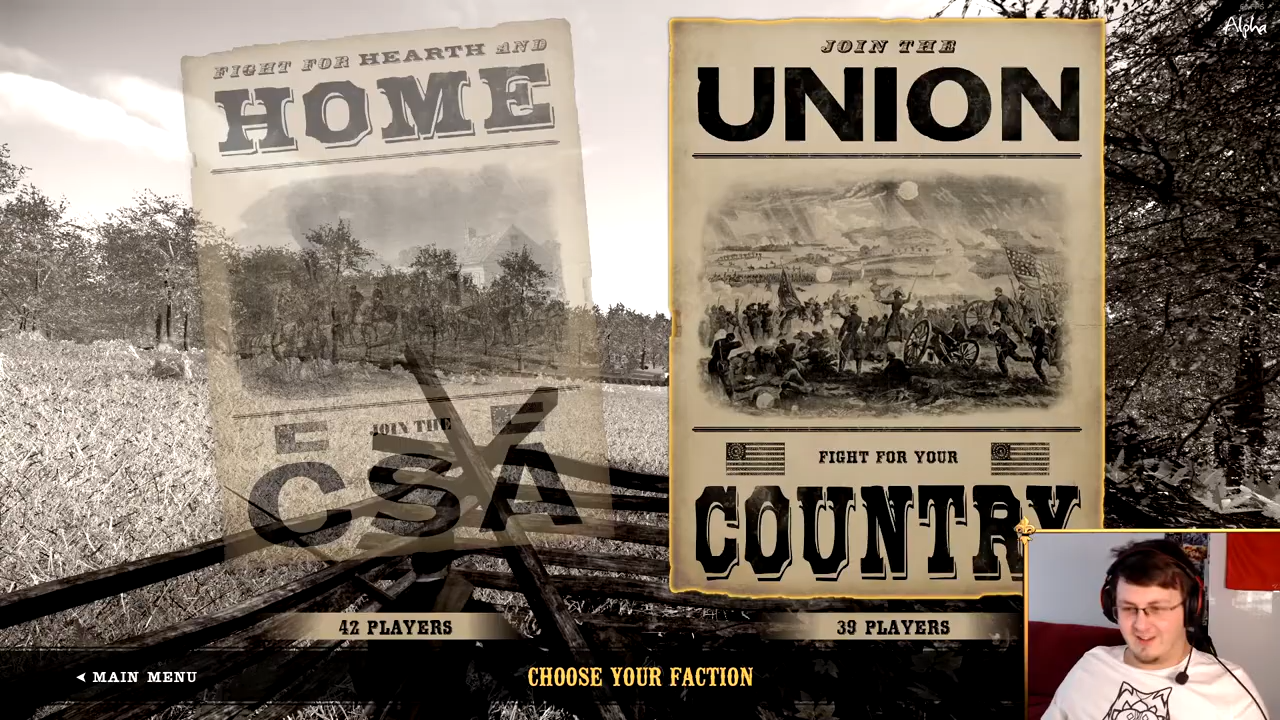 FIGHT FOR HEARTH AND
HOME
JOIN THE
CSA
42 PLAYERS
JOIN THE
UNION
FIGHT FOR YOUR
COUNTRY
39 PLAYERS
Alpha
◄ MAIN MENU
CHOOSE YOUR FACTION